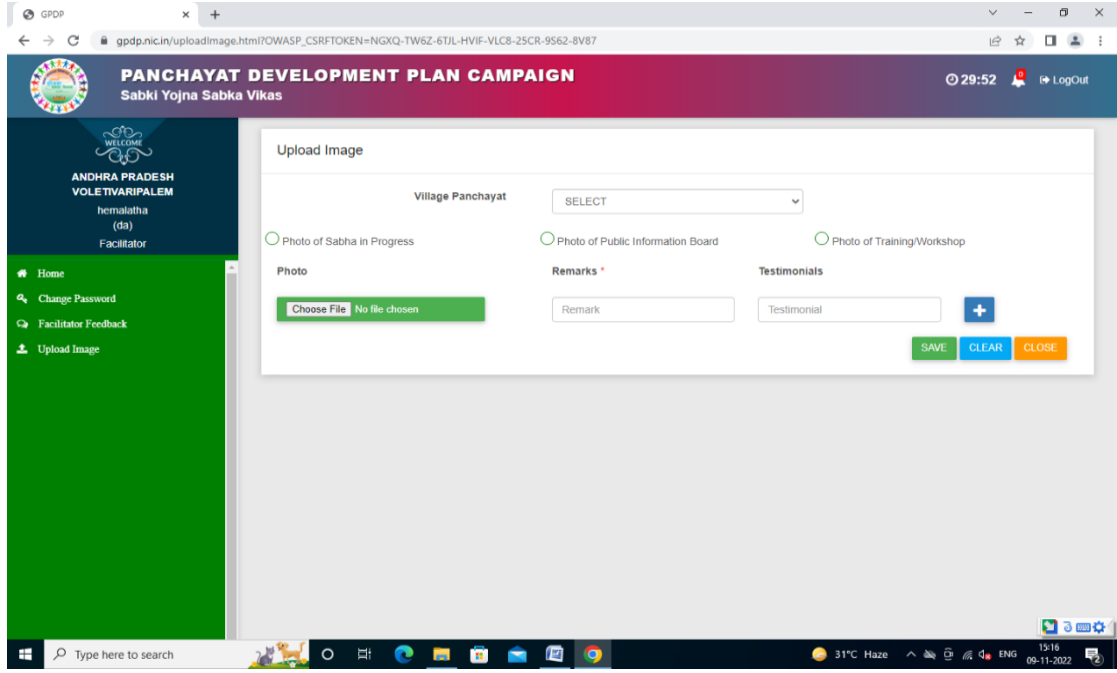 GPDP
gpdp.nic.in/uploadImage.html?OWASP_CSRFTOKEN=NGXQ-TW6Z-6TJL-HVIF-VLC8-25CR-9S62-8V87
PANCHAYAT DEVELOPMENT PLAN CAMPAIGN
Sabki Yojna Sabka Vikas
29:52 0 LogOut
WELCOME
ANDHRA PRADESH
VOLETIVARIPALEM
hemalatha
(da)
Facilitator
Home
Change Password
Facilitator Feedback
Upload Image
Upload Image
Village Panchayat SELECT
Photo of Sabha in Progress Photo of Public Information Board Photo of Training/Workshop
Photo Remarks * Testimonials
Choose File No file chosen Remark Testimonial +
SAVE CLEAR CLOSE
Type here to search
31°C Haze ENG 15:16
09-11-2022 2